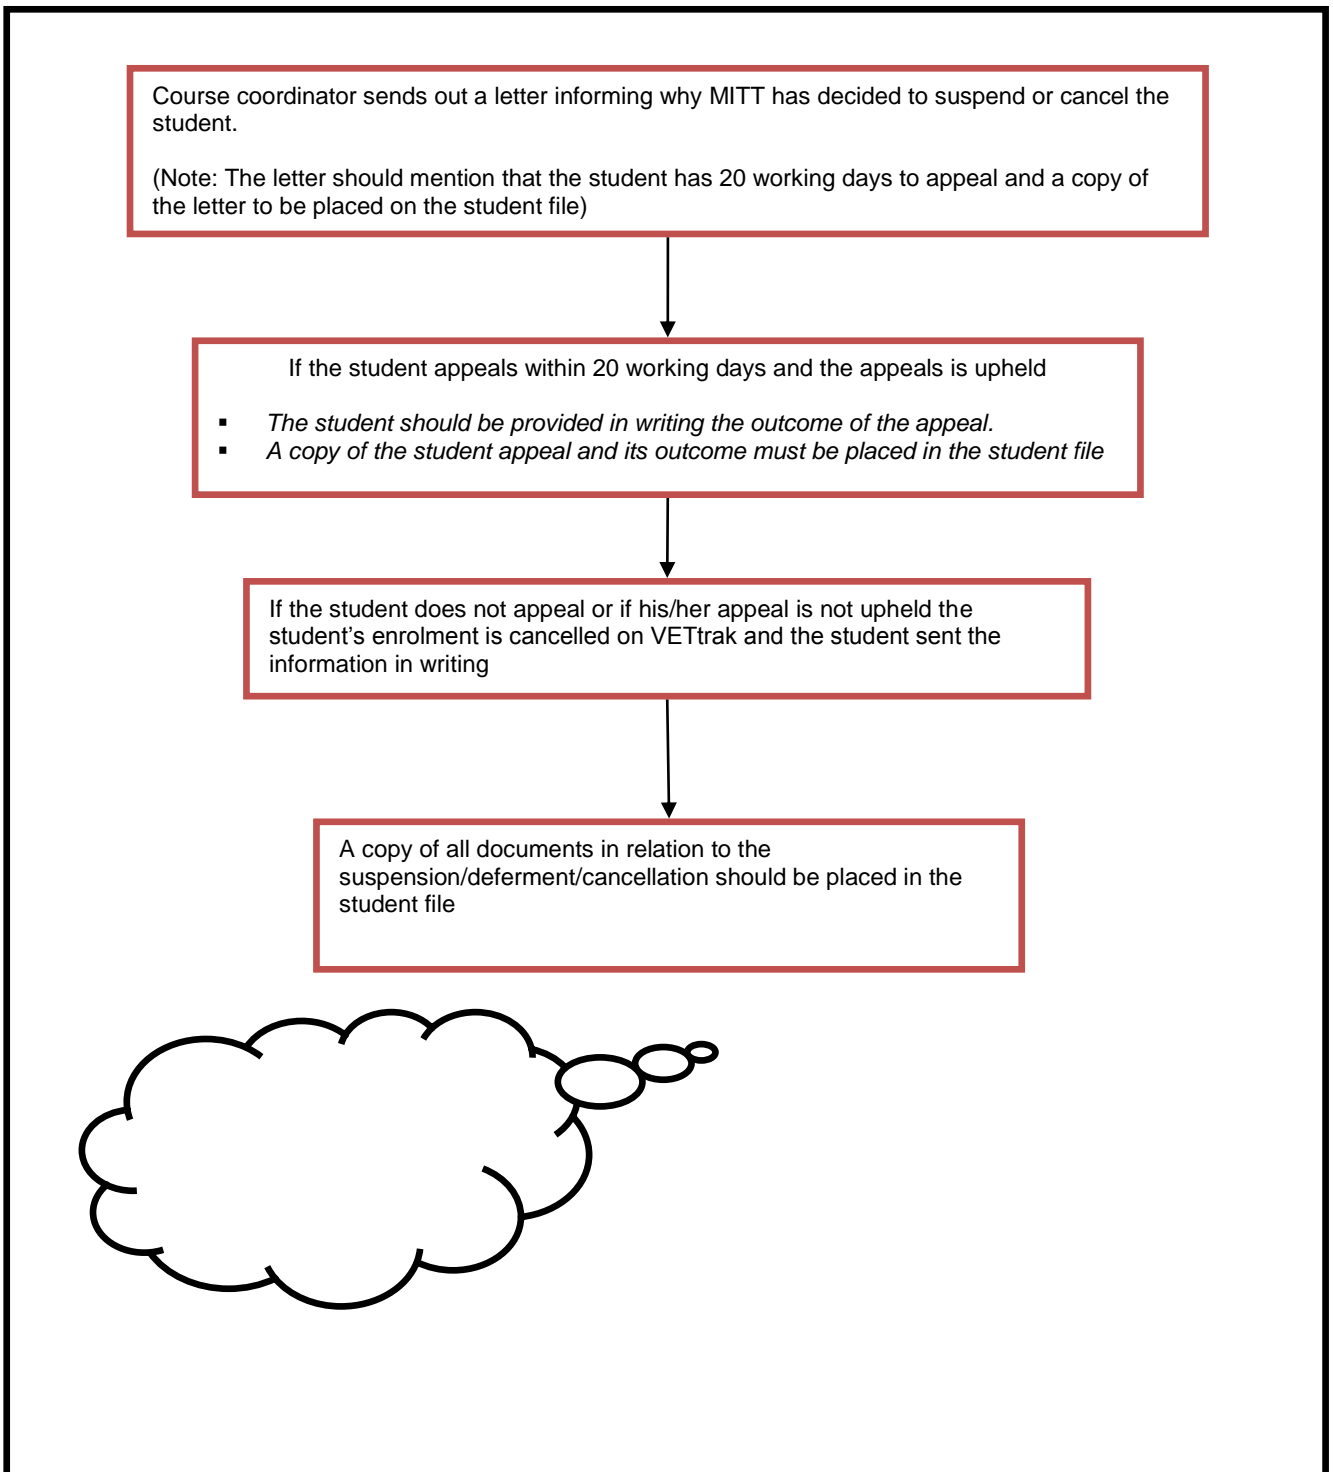 Course coordinator sends out a letter informing why MITT has decided to suspend or cancel the
student.
(Note: The letter should mention that the student has 20 working days to appeal and a copy of
the letter to be placed on the student file)
If the student appeals within 20 working days and the appeals is upheld
▪ The student should be provided in writing the outcome of the appeal.
▪ A copy of the student appeal and its outcome must be placed in the student file
If the student does not appeal or if his/her appeal is not upheld the
student’s enrolment is cancelled on VETtrak and the student sent the
information in writing
A copy of all documents in relation to the
suspension/deferment/cancellation should be placed in the
student file